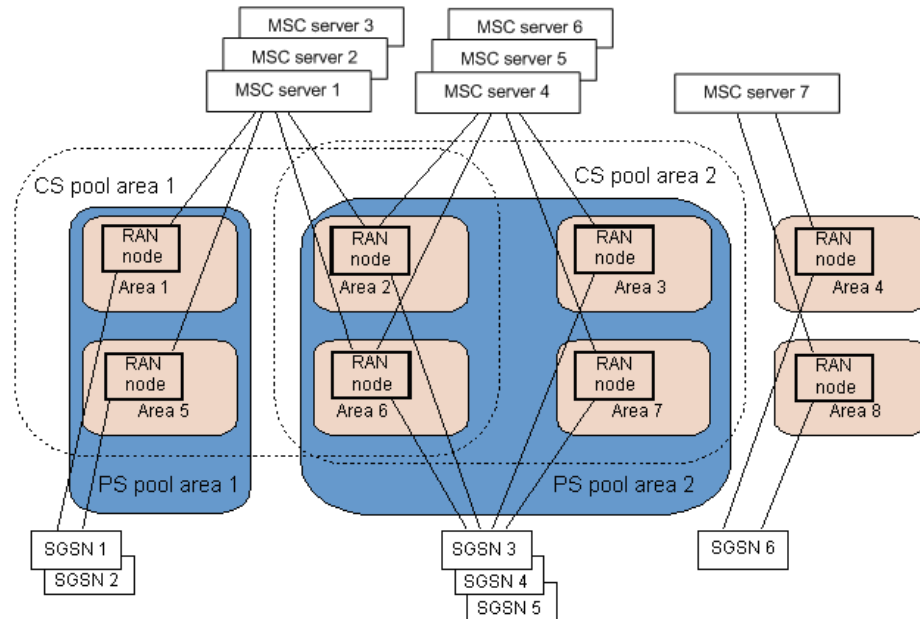 MSC server 3
MSC server 2
MSC server 1
MSC server 6
MSC server 5
MSC server 4
MSC server 7
CS pool area 1
CS pool area 2
RAN
node
Area 1
RAN
node
Area 2
RAN
node
Area 3
RAN
node
Area 4
RAN
node
Area 5
RAN
node
Area 6
RAN
node
Area 7
RAN
node
Area 8
PS pool area 1
PS pool area 2
SGSN 1
SGSN 2
SGSN 3
SGSN 4
SGSN 5
SGSN 6